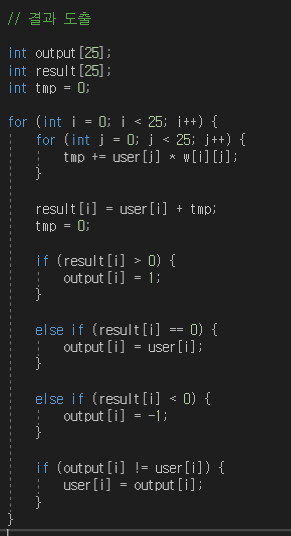 // 결과 도출
int output[25];
int result[25];
int tmp = 0;
for (int i = 0; i < 25; i++) {
for (int j = 0; j < 25; j++) {
tmp += user[j] * w[i][j];
}
result[i] = user[i] + tmp;
tmp = 0;
if (result[i] > 0) {
output[i] = 1;
}
else if (result[i] == 0) {
output[i] = user[i];
}
else if (result[i] < 0) {
output[i] = -1;
}
if (output[i] != user[i]) {
user[i] = output[i];
}
}